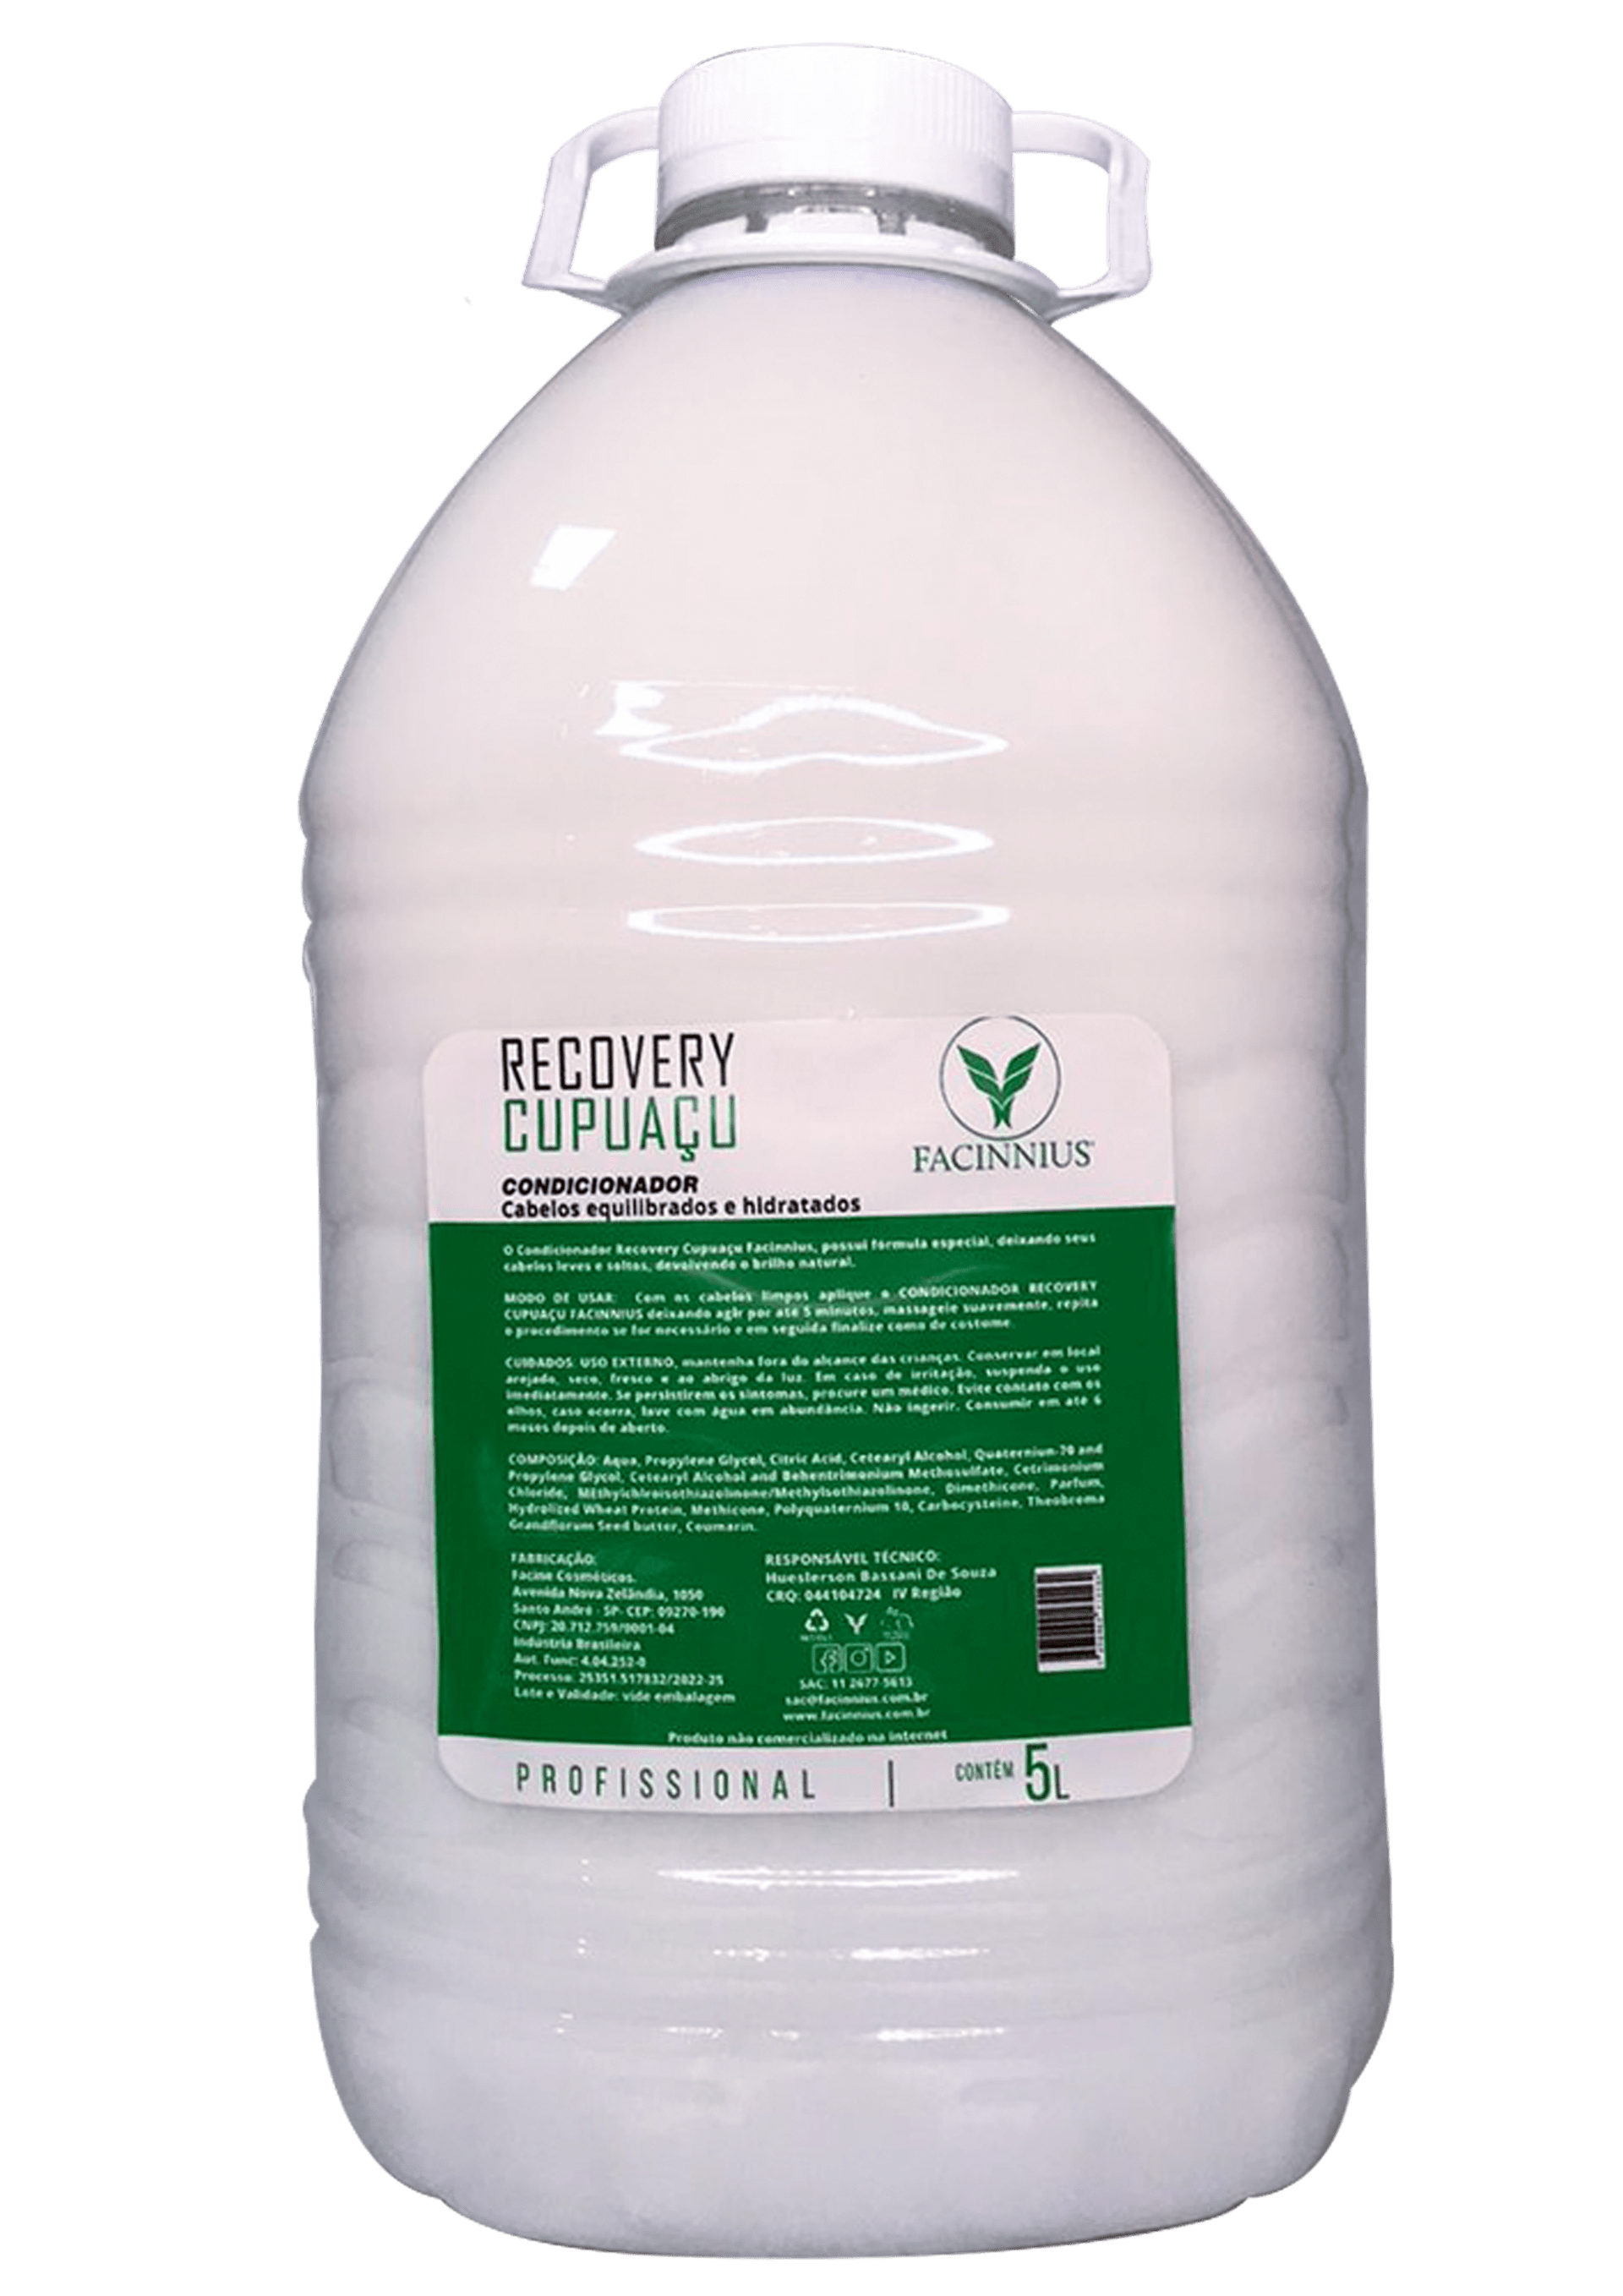 RECOVERY
CUPUAÇU
FACINNIUS
CONDICIONADOR
Cabelos equilibrados e hidratados
O Condicionador Recovery Cupuaçu Facinnius, possui fórmula especial, deixando seus
cabelos leves e soltos, devolvendo o brilho natural.
MODO DE USAR: Com os cabelos limpos aplique o CONDICIONADOR RECOVERY
CUPUAÇU FACINNIUS deixando agir por até 5 minutos, massageie suavemente, repita
o procedimento se for necessário e em seguida finalize como de costume.
CUIDADOS: USO EXTERNO, mantenha fora do alcance das crianças. Conservar em local
arejado, seco, fresco e ao abrigo da luz. Em caso de irritação, suspenda o uso
imediatamente. Se persistirem os sintomas, procure um médico. Evite contato com os
olhos, caso ocorra, lave com água em abundância. Não ingerir. Consumir em até 6
meses depois de aberto.
COMPOSIÇÃO: Aqua, Propylene Glycol, Citric Acid, Cetearyl Alcohol, Quaterniun-70 and
Propylene Glycol, Cetearyl Alcohol and Behentrimonium Methosulfate, Cetrimonium
Chloride, MEthylchloroisothiazolinone/Methylsothiazolinone, Dimethicone, Parfum,
Hydrolized Wheat Protein, Methicone, Polyquaternium 10, Carbocysteine, Theobroma
Grandflorum Seed butter, Coumarin.
FABRICAÇÃO:
Facine Cosméticos.
Avenida Nova Zelândia, 1050
Santo André - SP- CEP: 09270-190
CNPJ: 20.712.759/0001-04
Indústria Brasileira
Aut. Func: 4.04.252-8
Processo: 25351.517832/2022-25
Lote e Validade: vide embalagem
RESPONSÁVEL TÉCNICO:
Hueslerson Bassani De Souza
CRQ: 044104724 IV Região
SAC: 11 2677-5613
sac@facinnius.com.br
www.facinnius.com.br
Produto não comercializado na internet
PROFISSIONAL | CONTÉM 5L